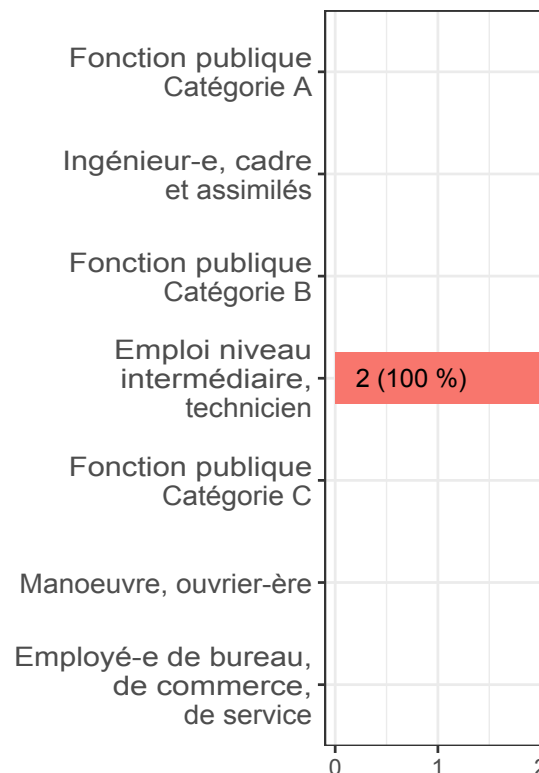 Fonction publique
Catégorie A
Ingénieur-e, cadre
et assimilés
Fonction publique
Catégorie B
Emploi niveau
intermédiaire,
technicien
2 (100 %)
Fonction publique
Catégorie C
Manoeuvre, ouvrier-ère
Employé-e de bureau,
de commerce,
de service
0 1 2